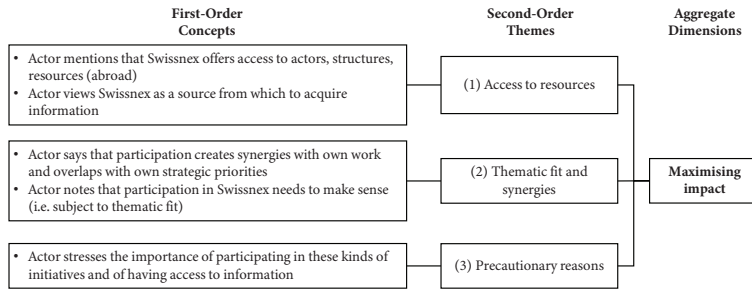 First-Order
Concepts
Second-Order
Themes
Aggregate
Dimensions
• Actor mentions that Swissnex offers access to actors, structures,
resources (abroad)
• Actor views Swissnex as a source from which to acquire
information
(1) Access to resources
• Actor says that participation creates synergies with own work
and overlaps with own strategic priorities
• Actor notes that participation in Swissnex needs to make sense
(i.e. subject to thematic fit)
(2) Thematic fit and
synergies
Maximising
impact
• Actor stresses the importance of participating in these kinds of
initiatives and of having access to information
(3) Precautionary reasons